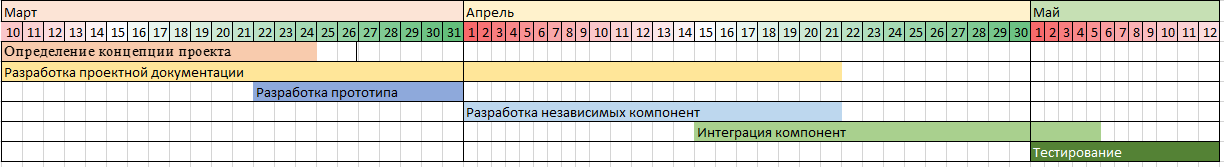 Март Апрель Май
10 11 12 13 14 15 16 17 18 19 20 21 22 23 24 25 26 27 28 29 30 31 1 2 3 4 5 6 7 8 9 10 11 12 13 14 15 16 17 18 19 20 21 22 23 24 25 26 27 28 29 30 1 2 3 4 5 6 7 8 9 10 11 12
Определение концепции проекта
Разработка проектной документации
Разработка прототипа
Разработка независимых компонент
Интеграция компонент
Тестирование